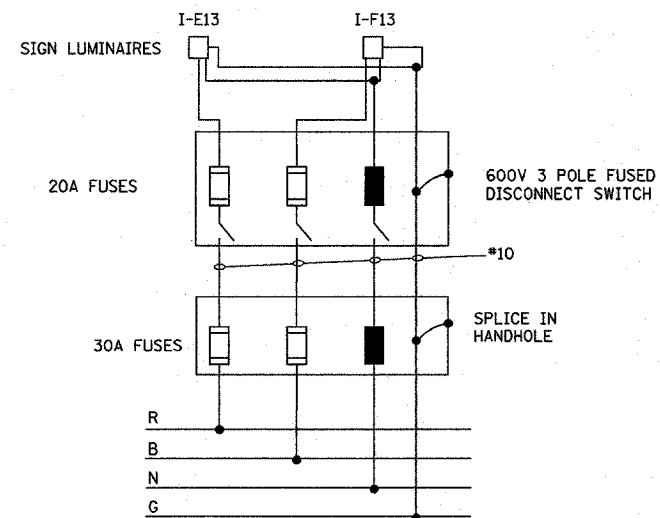 I-E13
I-F13
SIGN LUMINAIRES
20A FUSES
600V 3 POLE FUSED
DISCONNECT SWITCH
#10
30A FUSES
SPLICE IN
HANDHOLE
R
B
N
G